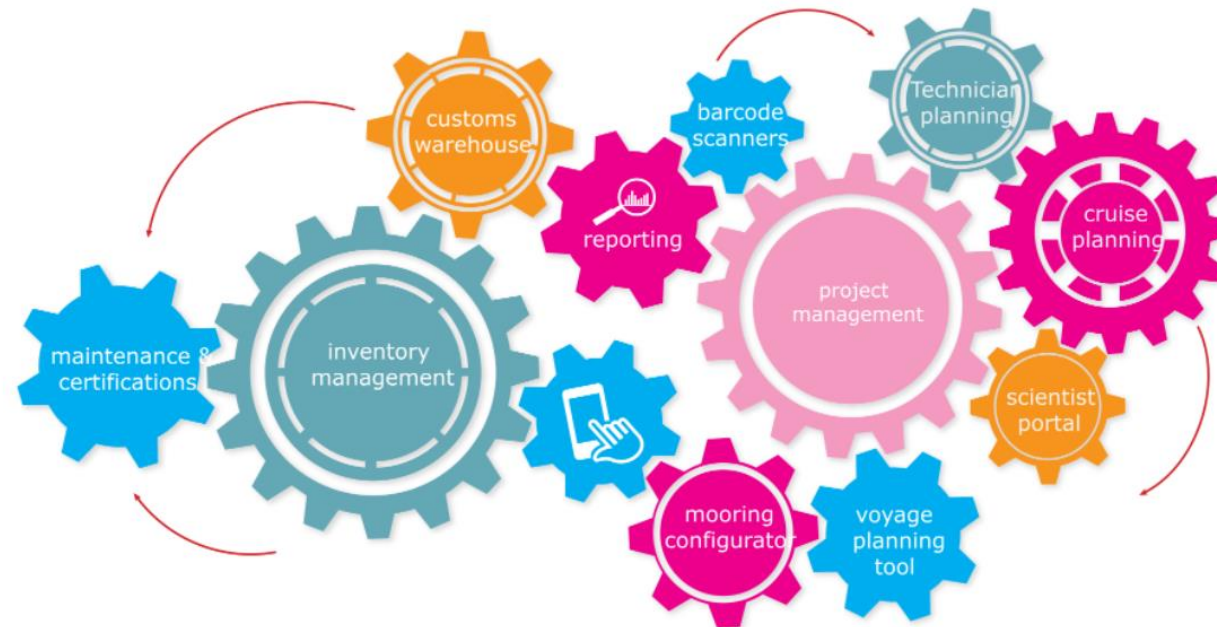 customs
warehouse
barcode
scanners
Technician
planning
reporting
cruise
planning
project
management
maintenance &
certifications
inventory
management
scientist
portal
mooring
configurator
voyage
planning
tool